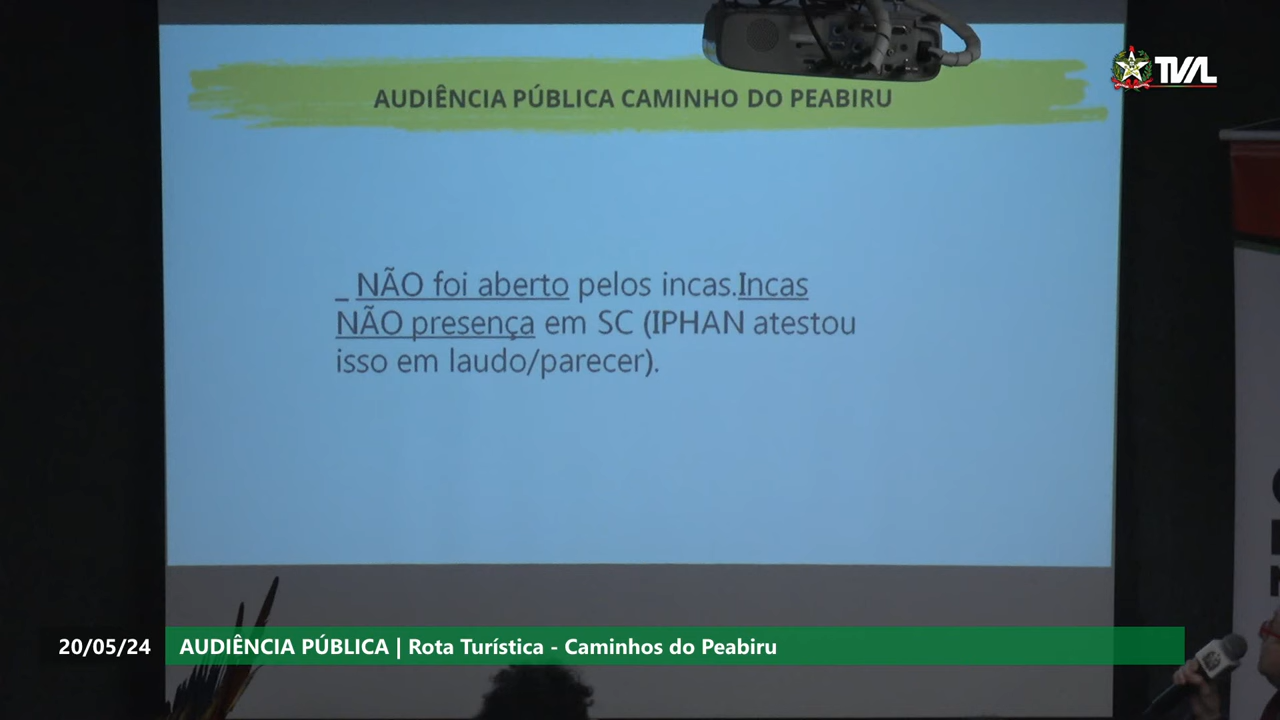 TVAL
AUDIÊNCIA PÚBLICA CAMINHO DO PEABIRU
_ NÃO foi aberto pelos incas.Incas
NÃO presença em SC (IPHAN atestou
isso em laudo/parecer).
20/05/24 AUDIÊNCIA PÚBLICA | Rota Turística - Caminhos do Peabiru